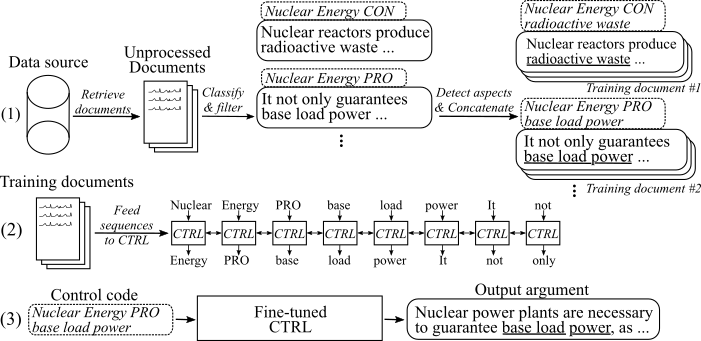 (1)
Data source
Retrieve
documents
Unprocessed
Documents
Classify
& filter
Nuclear Energy CON
Nuclear reactors produce
radioactive waste ...
Nuclear Energy PRO
It not only guarantees
base load power ...
Detect aspects
& Concatenate
Nuclear Energy CON
radioactive waste
Nuclear reactors produce
radioactive waste ...
Training document #1
Nuclear Energy PRO
base load power
It not only guarantees
base load power ...
Training document #2
Training documents
(2)
Feed
sequences
to CTRL
Nuclear Energy PRO base load power It not
CTRL CTRL CTRL CTRL CTRL CTRL CTRL CTRL
Energy PRO base load power It not only
(3)
Control code
Nuclear Energy PRO
base load power
Fine-tuned
CTRL
Output argument
Nuclear power plants are necessary
to guarantee base load power, as ...